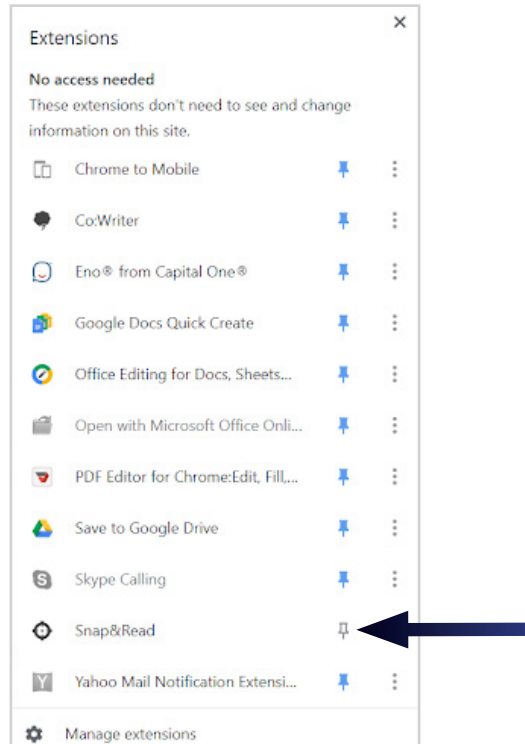 Extensions
No access needed
These extensions don't need to see and change
information on this site.
Chrome to Mobile
Co:Writer
Eno® from Capital One®
Google Docs Quick Create
Office Editing for Docs, Sheets...
Open with Microsoft Office Onli...
PDF Editor for Chrome:Edit, Fill,...
Save to Google Drive
Skype Calling
Snap&Read
Yahoo Mail Notification Extensi...
Manage extensions